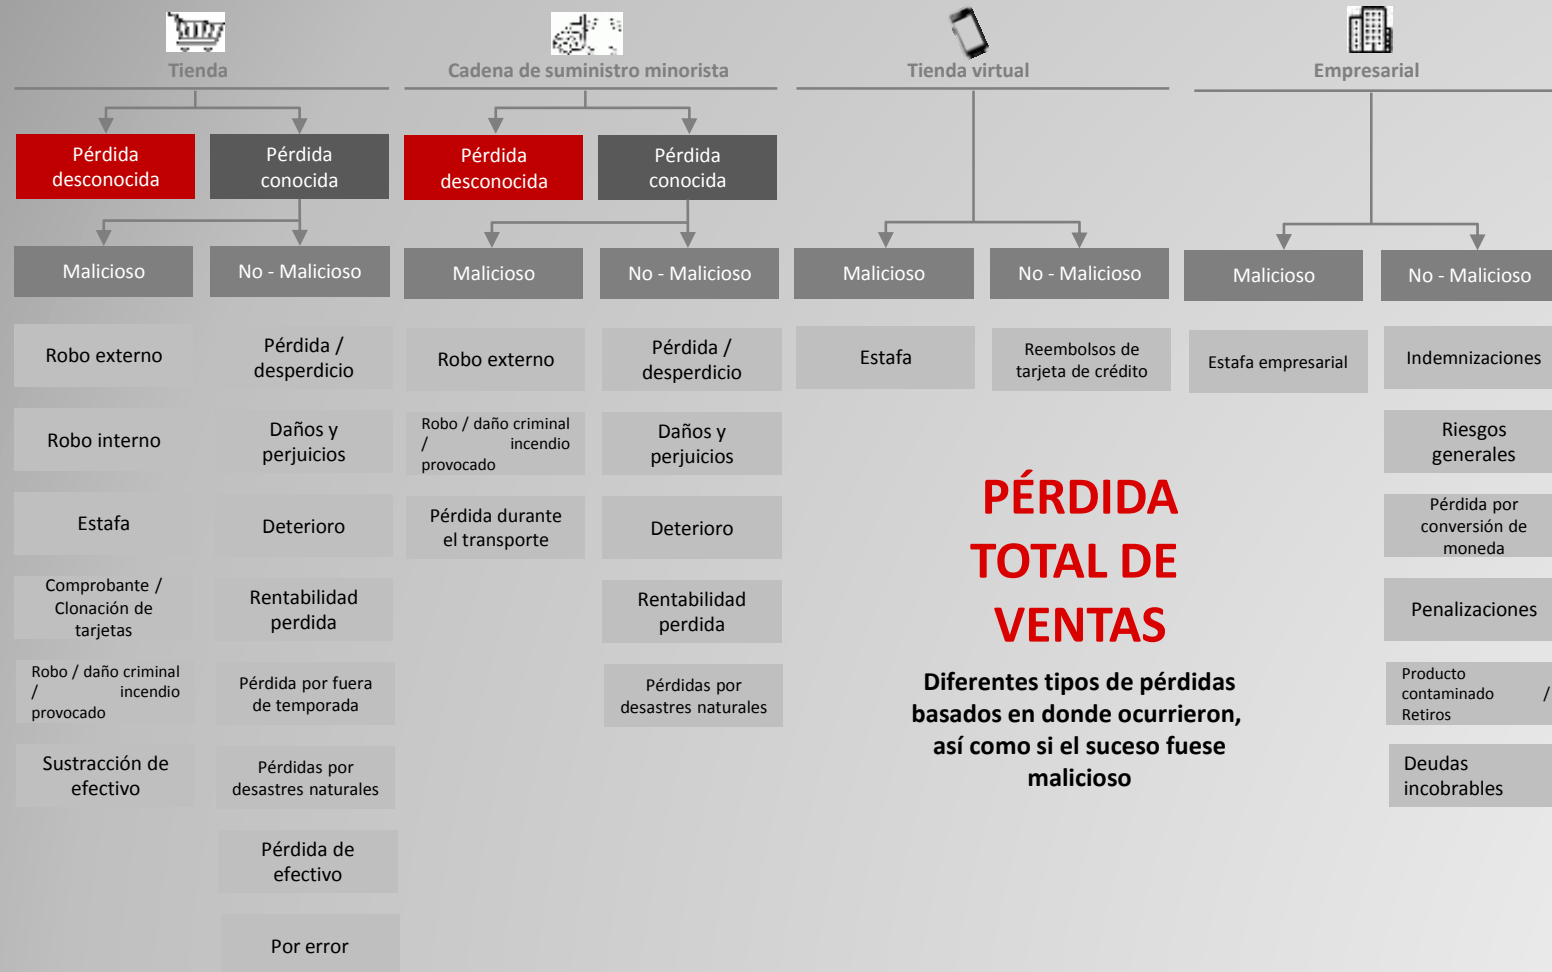 Tienda
Cadena de suministro minorista
Tienda virtual
Empresarial
Pérdida
desconocida
Pérdida
conocida
Pérdida
desconocida
Pérdida
conocida
Malicioso
No - Malicioso
Malicioso
No - Malicioso
Malicioso
No - Malicioso
Malicioso
No - Malicioso
Robo externo
Pérdida /
desperdicio
Robo externo
Pérdida /
desperdicio
Estafa
Reembolsos de
tarjeta de crédito
Estafa empresarial
Indemnizaciones
Robo interno
Daños y
perjuicios
Robo / daño criminal
/ incendio
provocado
Daños y
perjuicios
Riesgos
generales
Estafa
Deterioro
Pérdida durante
el transporte
Deterioro
Pérdida por
conversión de
moneda
Comprobante /
Clonación de
tarjetas
Rentabilidad
perdida
Rentabilidad
perdida
Penalizaciones
Robo / daño criminal
/ incendio
provocado
Pérdida por fuera
de temporada
Pérdidas por
desastres naturales
Producto
contaminado /
Retiros
Sustracción de
efectivo
Pérdidas por
desastres naturales
Deudas
incobrables
Pérdida de
efectivo
Por error
PÉRDIDA
TOTAL DE
VENTAS
Diferentes tipos de pérdidas
basados en donde ocurrieron,
así como si el suceso fuese
malicioso